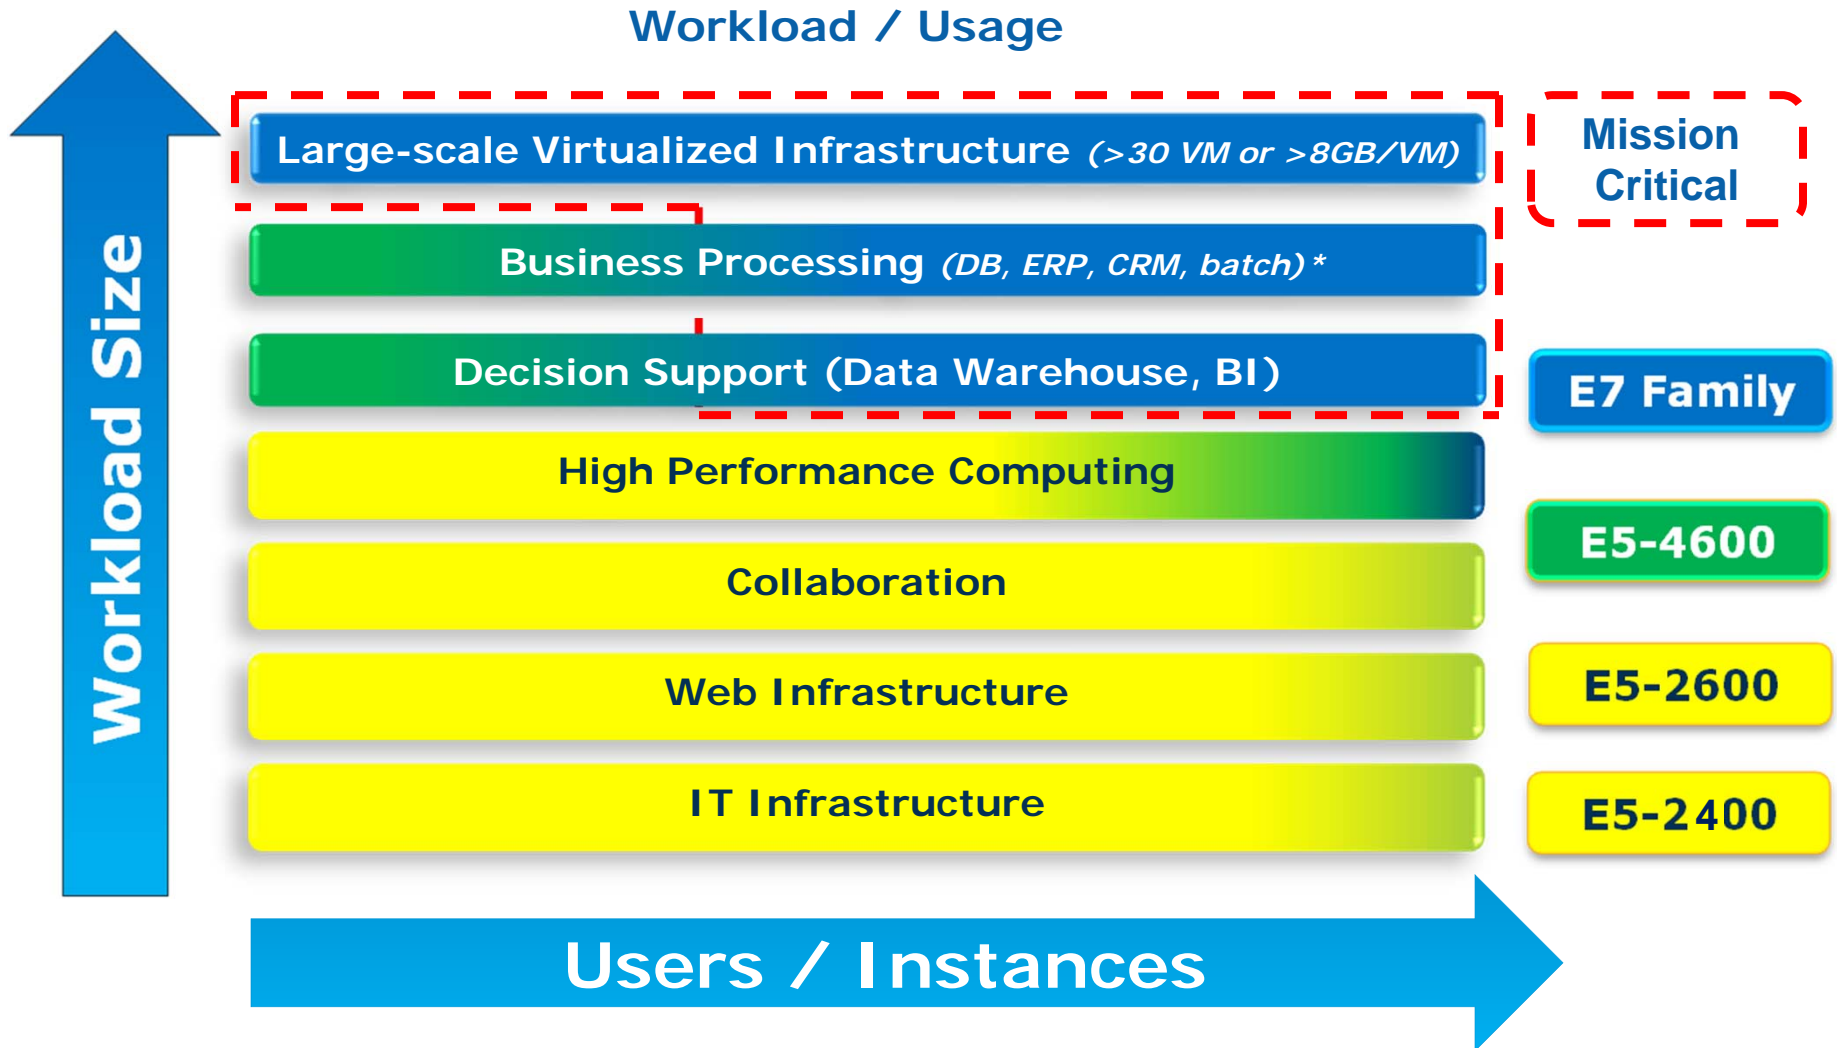 Workload / Usage
Workload Size
Large-scale Virtualized Infrastructure (>30 VM or >8GB/VM)
Business Processing (DB, ERP, CRM, batch)*
Decision Support (Data Warehouse, BI)
High Performance Computing
Collaboration
Web Infrastructure
IT Infrastructure
Users / Instances
Mission
Critical
E7 Family
E5-4600
E5-2600
E5-2400